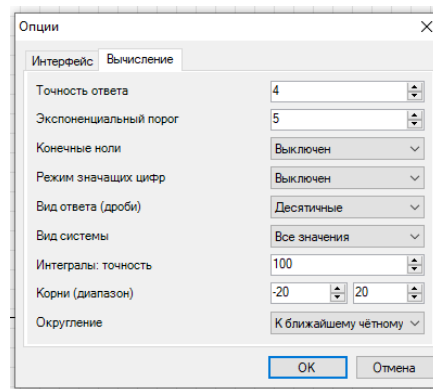 Опции
Интерфейс Вычисление
Точность ответа 4
Экспоненциальный порог 5
Конечные ноли Выключен
Режим значащих цифр Выключен
Вид ответа (дроби) Десятичные
Вид системы Все значения
Интегралы: точность 100
Корни (диапазон) -20 20
Округление К ближайшему чётному
OK Отмена